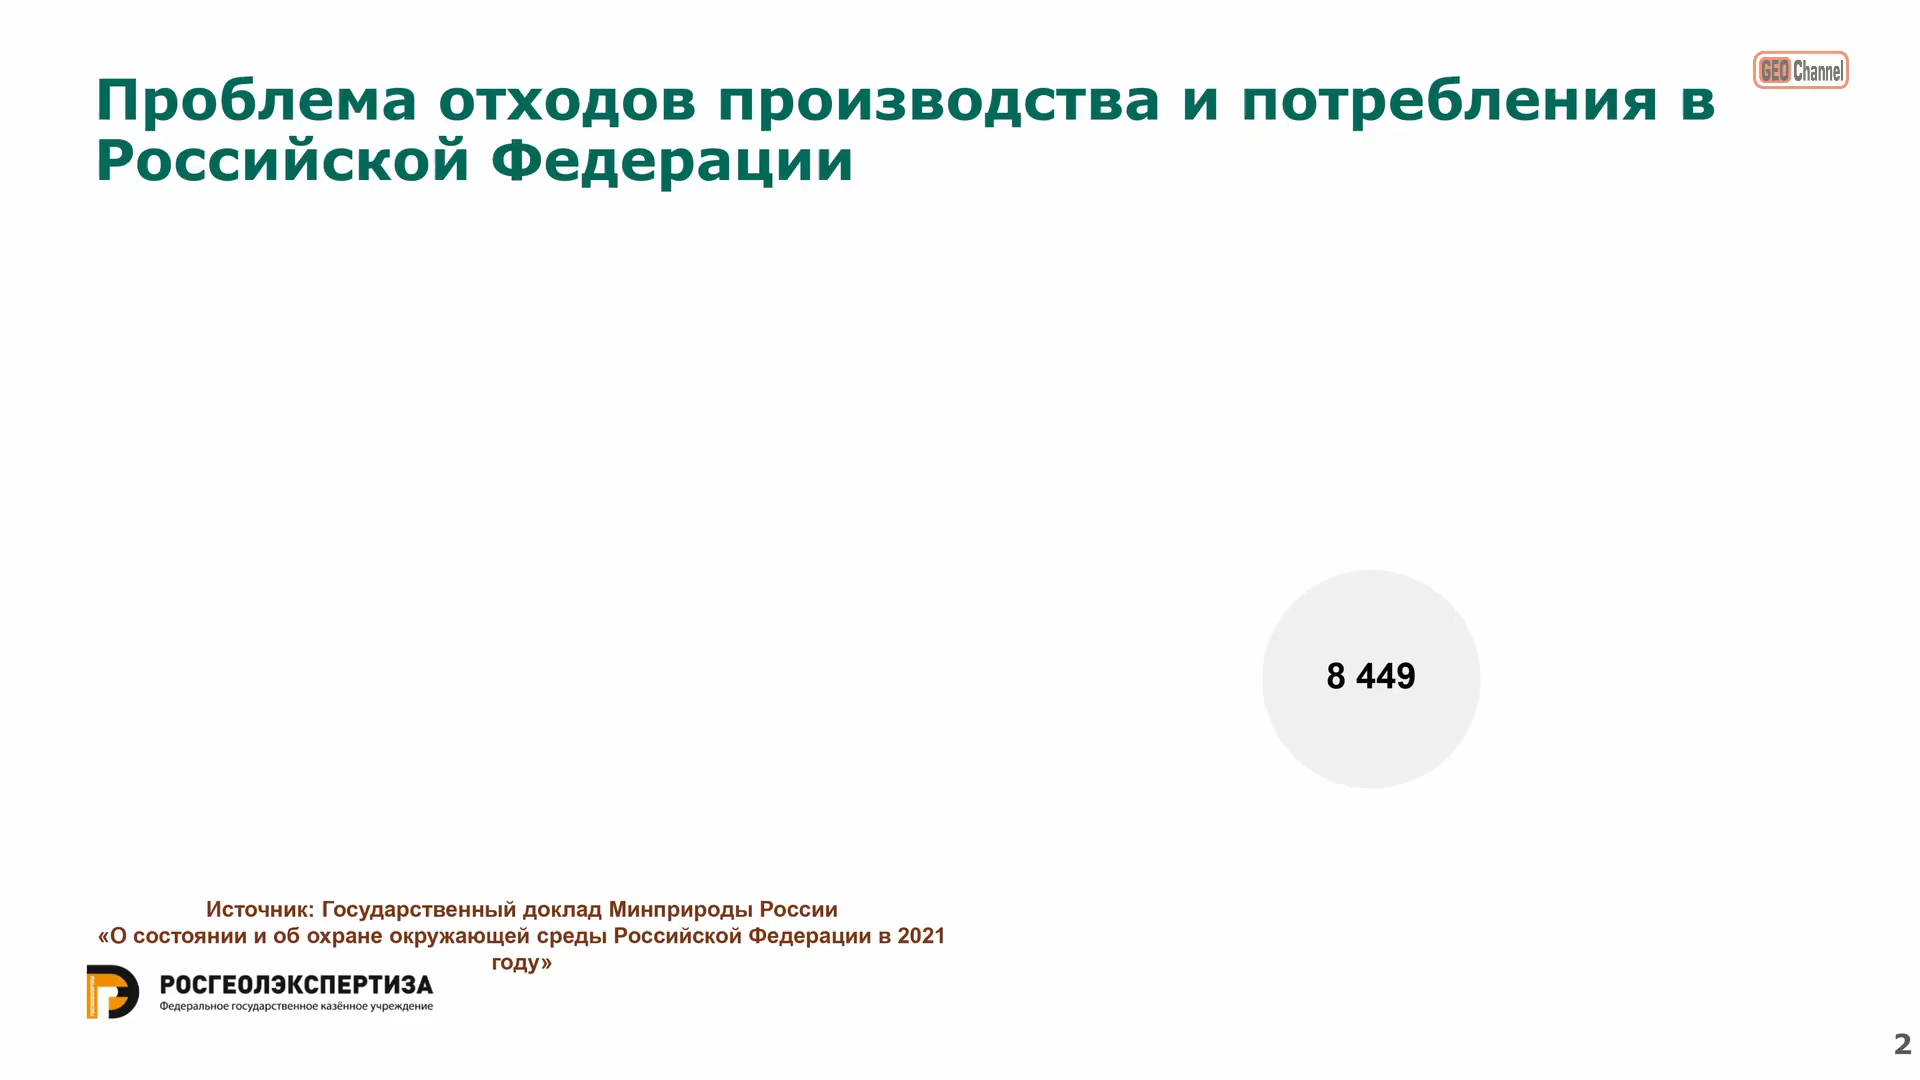 Проблема отходов производства и потребления в
Российской Федерации
GEO Channel
8 449
Источник: Государственный доклад Минприроды России
«О состоянии и об охране окружающей среды Российской Федерации в 2021
году»
РОСГЕОЛЭКСПЕРТИЗА
Федеральное государственное казённое учреждение
2